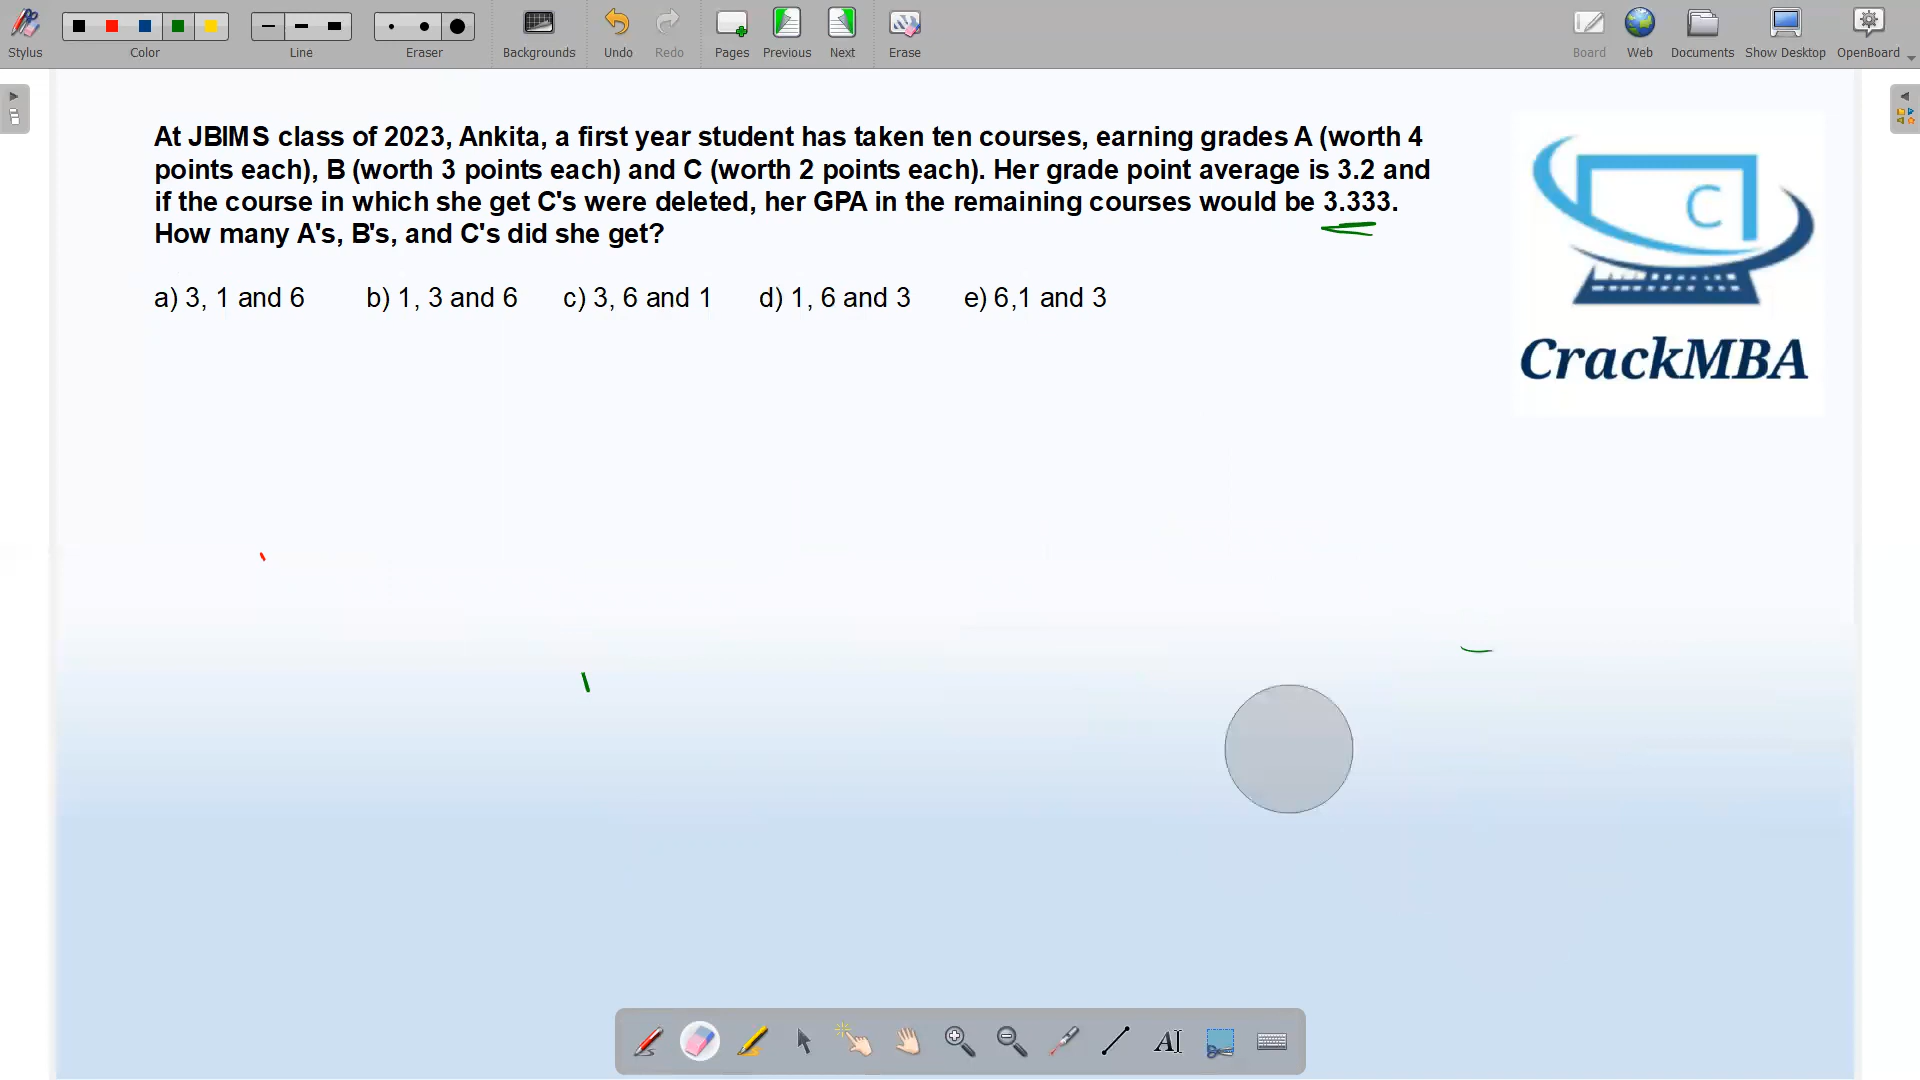 Stylus Color Line Eraser Backgrounds Undo Redo Pages Previous Next Erase Board Web Documents Show Desktop OpenBoard
At JBIMS class of 2023, Ankita, a first year student has taken ten courses, earning grades A (worth 4
points each), B (worth 3 points each) and C (worth 2 points each). Her grade point average is 3.2 and
if the course in which she get C's were deleted, her GPA in the remaining courses would be 3.333.
How many A's, B's, and C's did she get?
a) 3, 1 and 6 b) 1, 3 and 6 c) 3, 6 and 1 d) 1, 6 and 3 e) 6,1 and 3
C
CrackMBA
AI